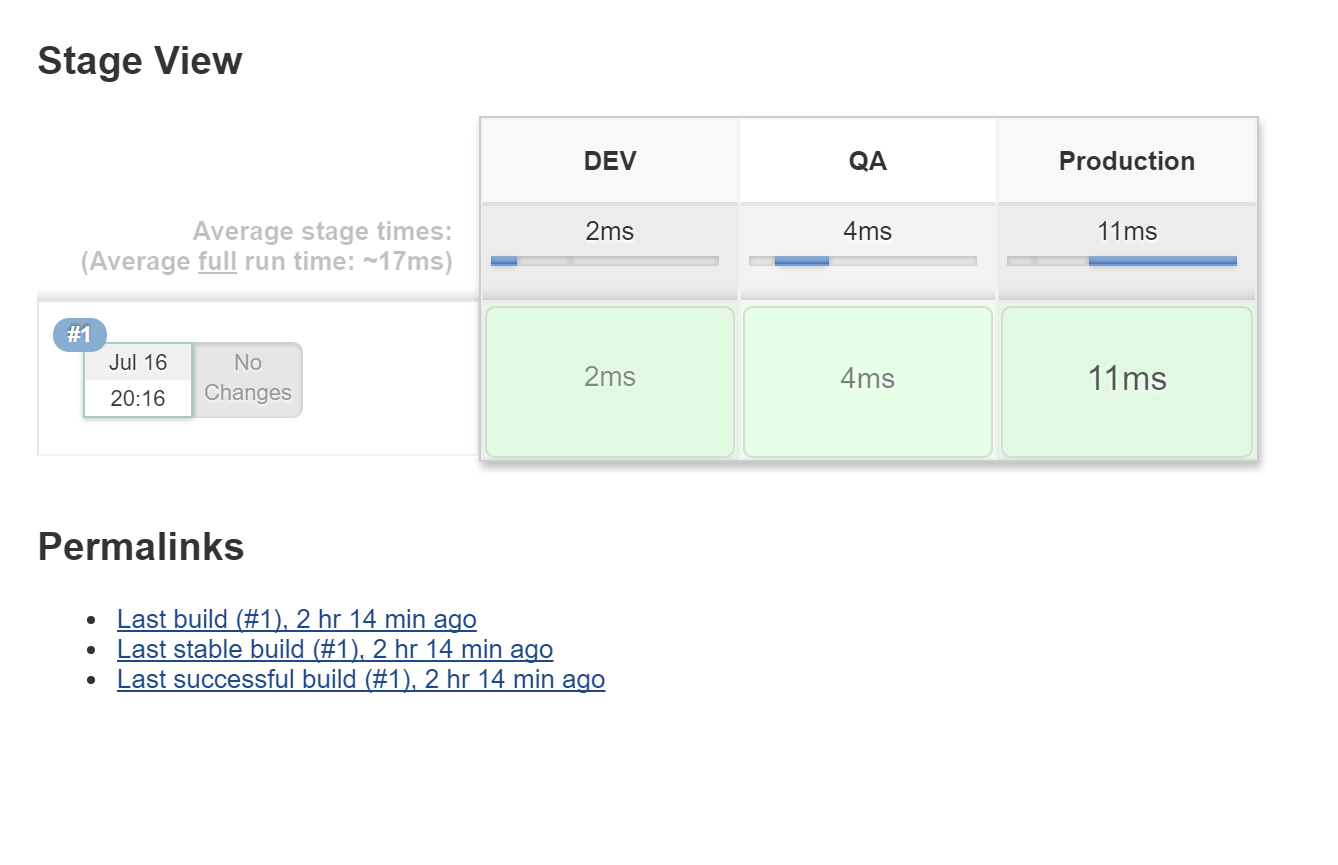 Stage View
DEV QA Production
Average stage times: 2ms 4ms 11ms
(Average full run time: ~17ms)
#1
Jul 16 No
20:16 Changes
2ms 4ms 11ms
Permalinks
Last build (#1), 2 hr 14 min ago
Last stable build (#1), 2 hr 14 min ago
Last successful build (#1), 2 hr 14 min ago